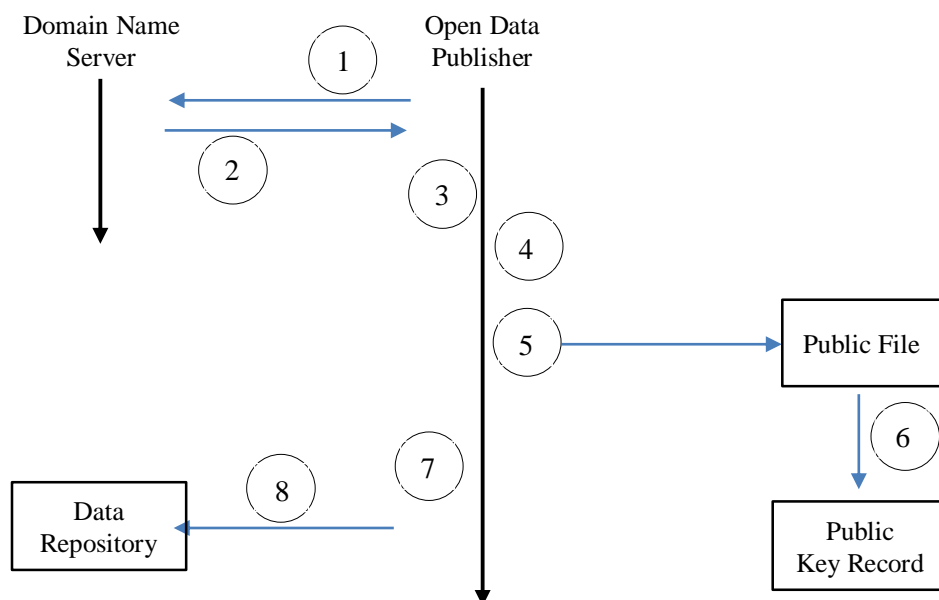 Domain Name
Server
Open Data
Publisher
1
2
3
4
5
Public File
6
7
8
Data
Repository
Public
Key Record